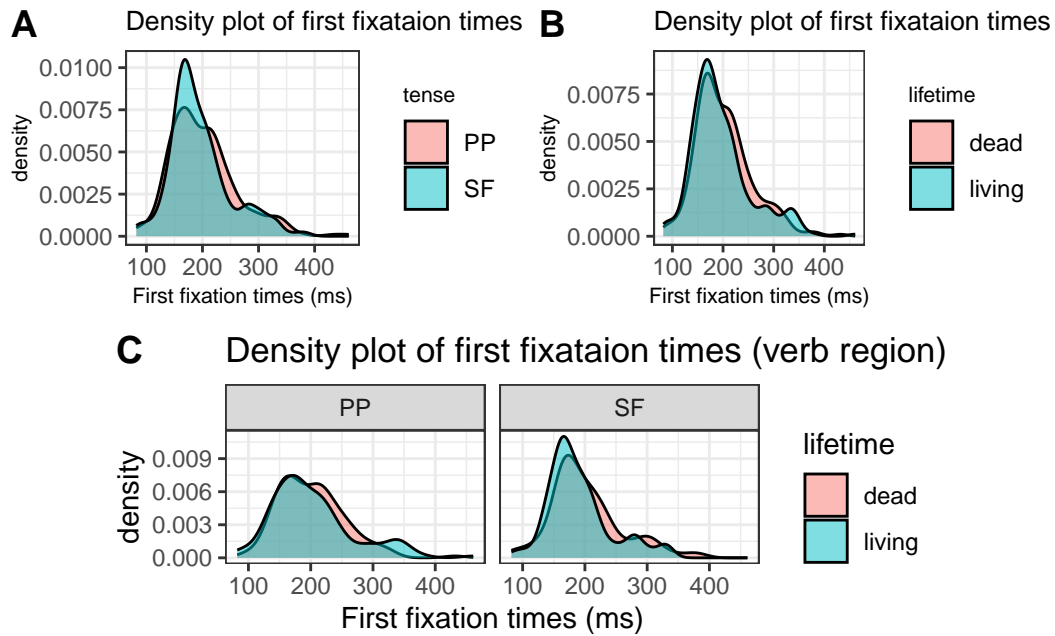 A
Density plot of first fixataion times
0.0100
0.0075
0.0050
0.0025
0.0000
density
100 200 300 400
First fixation times (ms)
tense
PP
SF
B
Density plot of first fixataion times
0.0075
0.0050
0.0025
0.0000
density
100 200 300 400
First fixation times (ms)
lifetime
dead
living
C
Density plot of first fixataion times (verb region)
PP
SF
0.009
0.006
0.003
0.000
density
100 200 300 400
100 200 300 400
First fixation times (ms)
lifetime
dead
living